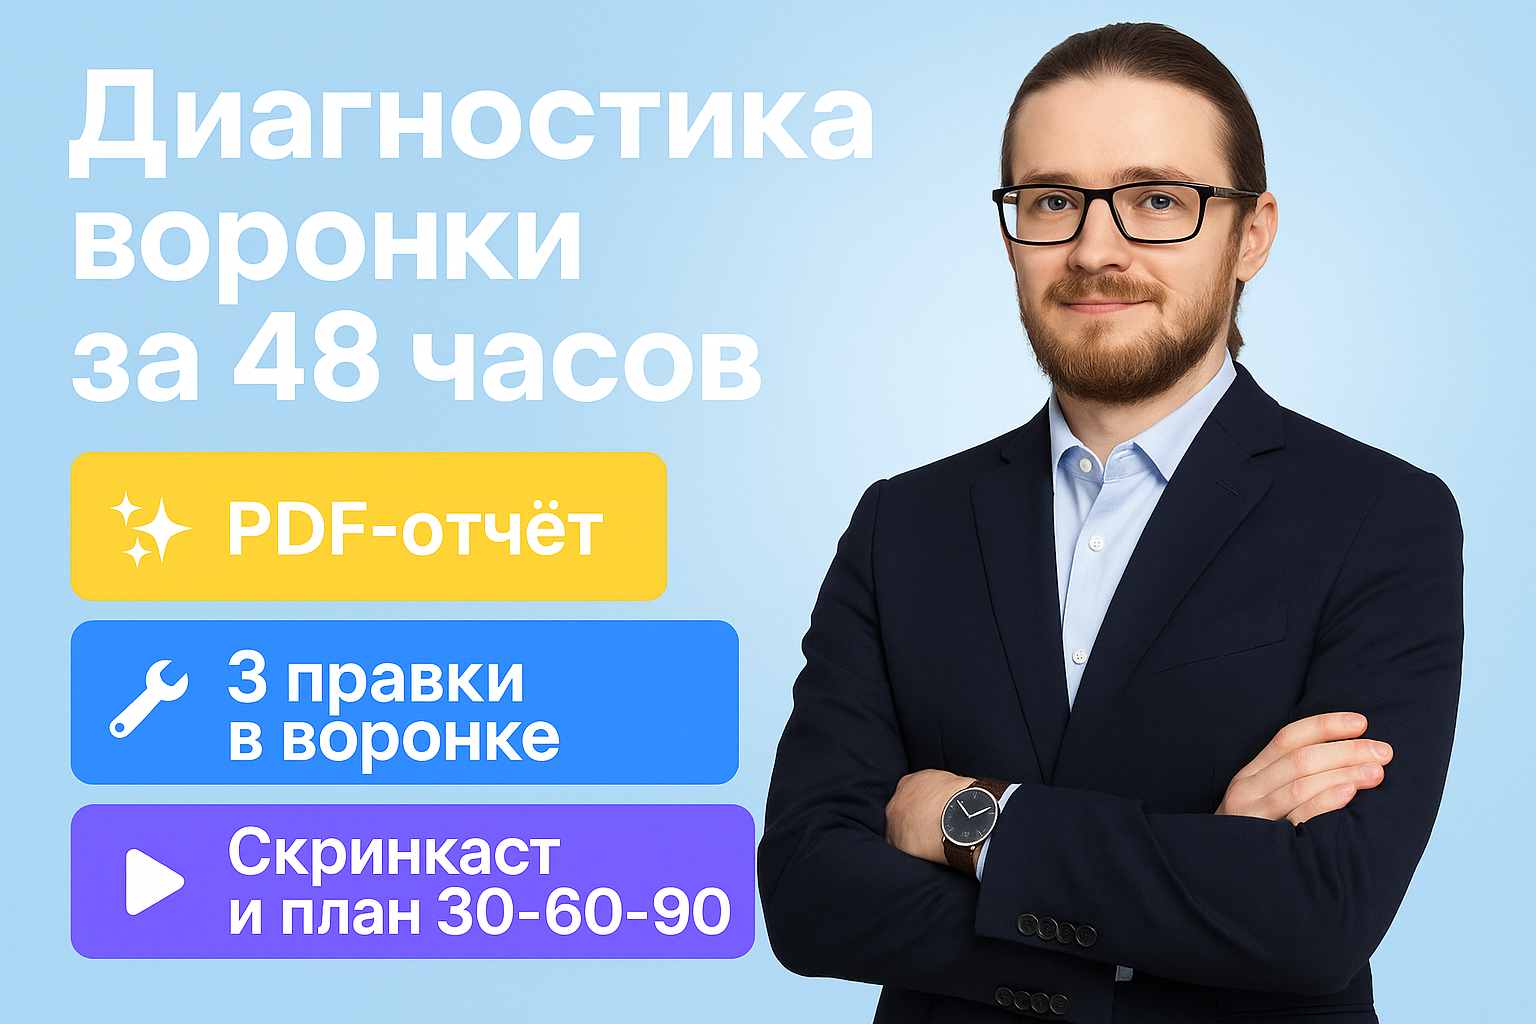 Диагностика
воронки
за 48 часов
PDF-отчёт
3 правки
в воронке
Скринкаст
и план 30-60-90